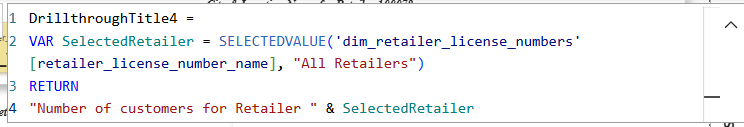 1 DrillthroughTitle4 =
2 VAR SelectedRetailer = SELECTEDVALUE('dim_retailer_license_numbers'
[retailer_license_number_name], "All Retailers")
3 RETURN
4 "Number of customers for Retailer " & SelectedRetailer